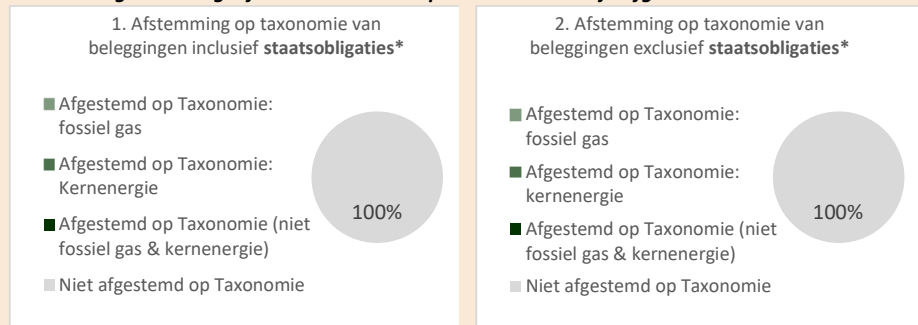 1. Afstemming op taxonomie van
beleggingen inclusief staatsobligaties*
Afgestemd op Taxonomie:
fossiel gas
Afgestemd op Taxonomie:
Kernenergie
Afgestemd op Taxonomie (niet
fossiel gas & kernenergie)
Niet afgestemd op Taxonomie
100%
2. Afstemming op taxonomie van
beleggingen exclusief staatsobligaties*
Afgestemd op Taxonomie:
fossiel gas
Afgestemd op Taxonomie:
kernenergie
Afgestemd op Taxonomie (niet
fossiel gas & kernenergie)
Niet afgestemd op Taxonomie
100%